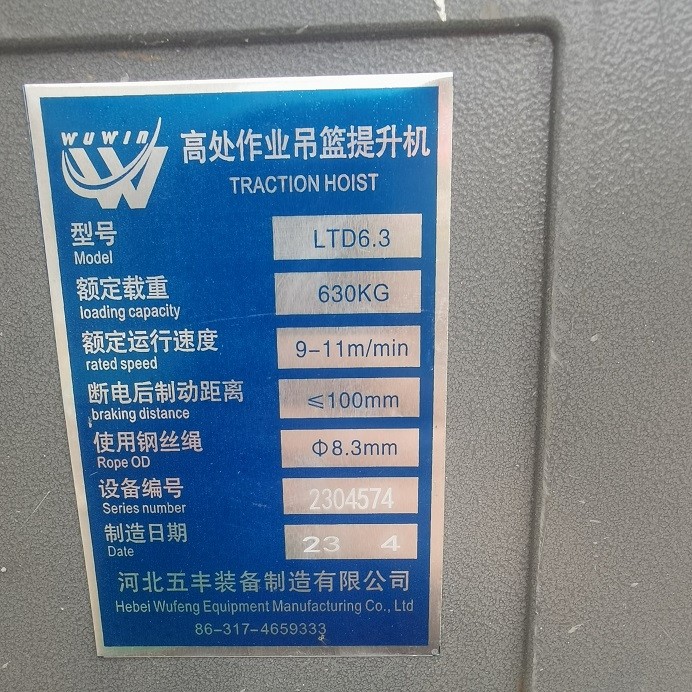 WUWIN
高处作业吊篮提升机
TRACTION HOIST
型号 LTD6.3
Model
额定载重 630KG
loading capacity
额定运行速度 9-11m/min
rated speed
断电后制动距离 ≤100mm
braking distance
使用钢丝绳 Φ8.3mm
Rope OD
设备编号 2304574
Series number
制造日期 23 4
Date
河北五丰装备制造有限公司
Hebei Wufeng Equipment Manufacturing Co., Ltd
86-317-4659333